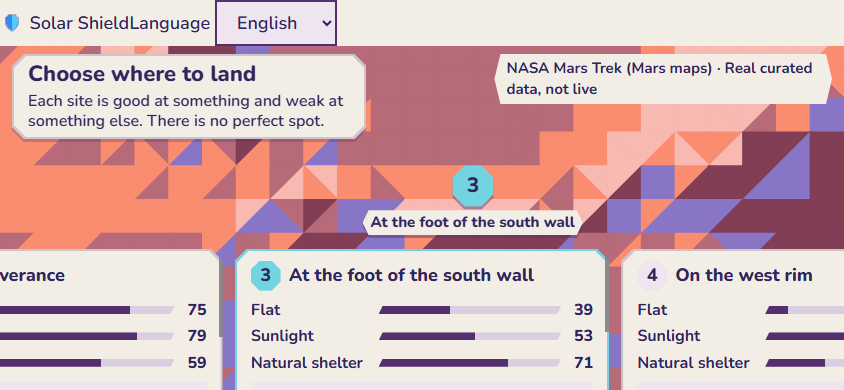 Solar Shield
Language
English
Choose where to land
Each site is good at something and weak at
something else. There is no perfect spot.
NASA Mars Trek (Mars maps) · Real curated
data, not live
3
At the foot of the south wall
verance
75
79
59
3 At the foot of the south wall
Flat 39
Sunlight 53
Natural shelter 71
4 On the west rim
Flat
Sunlight
Natural shelter